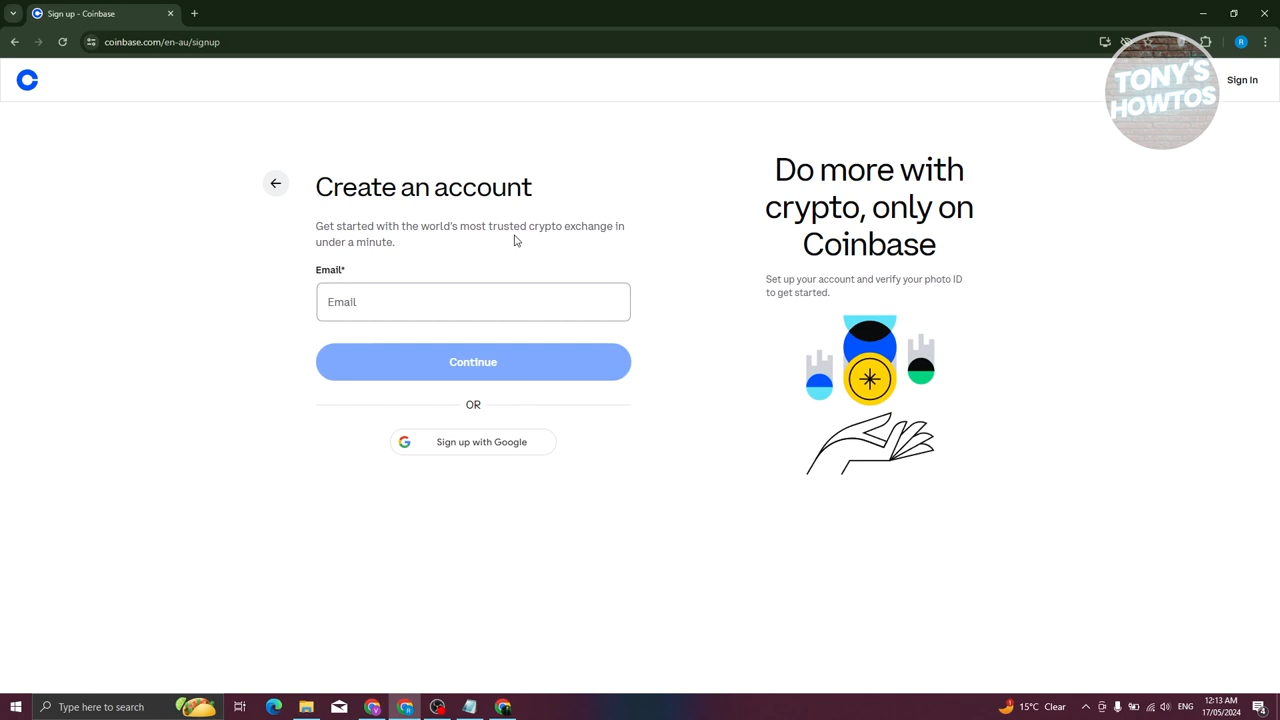 Sign up - Coinbase
coinbase.com/en-au/signup
R
TONY'S
HOWTOS
Sign In
Create an account
Get started with the world's most trusted crypto exchange in
under a minute.
Email*
Email
Continue
OR
Sign up with Google
Do more with
crypto, only on
Coinbase
Set up your account and verify your photo ID
to get started.
Type here to search
15°C Clear
12:13 AM
17/05/2024
4